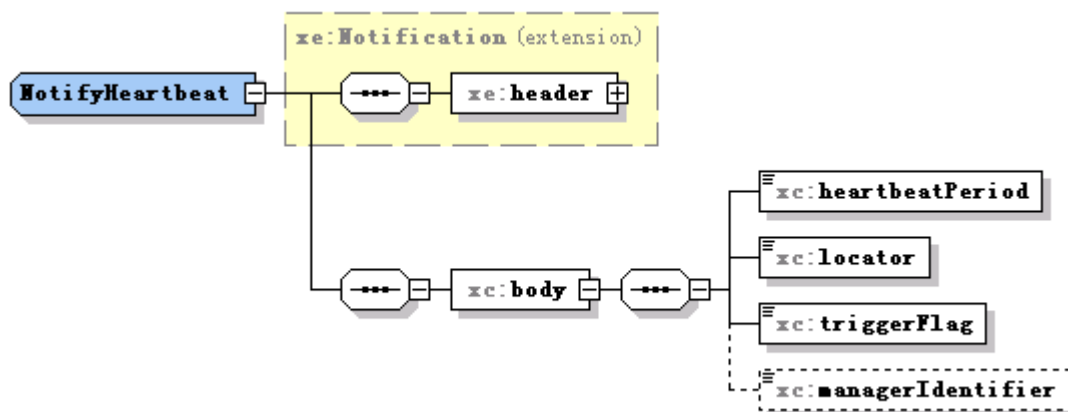 xe:Notification (extension)
NotifyHeartbeat
xe:header
xc:heartbeatPeriod
xc:locator
xc:body
xc:triggerFlag
xc:managerIdentifier